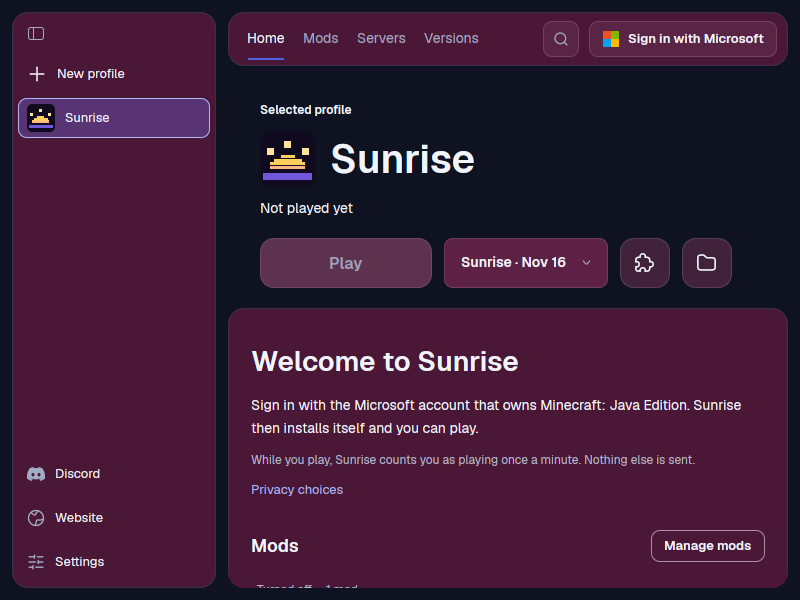 New profile
Sunrise
Discord
Website
Settings
Home Mods Servers Versions
Sign in with Microsoft
Selected profile
Sunrise
Not played yet
Play
Sunrise · Nov 16
Welcome to Sunrise
Sign in with the Microsoft account that owns Minecraft: Java Edition. Sunrise
then installs itself and you can play.
While you play, Sunrise counts you as playing once a minute. Nothing else is sent.
Privacy choices
Mods
Manage mods